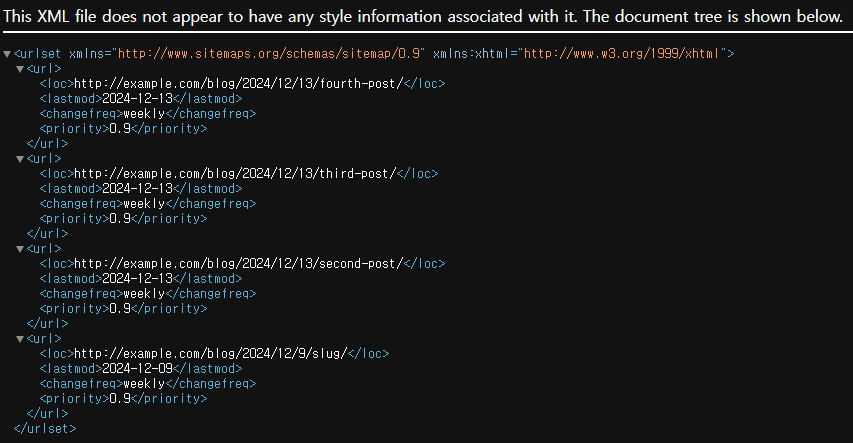 This XML file does not appear to have any style information associated with it. The document tree is shown below.
▼<urlset xmlns="http://www.sitemaps.org/schemas/sitemap/0.9" xmlns:xhtml="http://www.w3.org/1999/xhtml">
▼<url>
<loc>http://example.com/blog/2024/12/13/fourth-post/</loc>
<lastmod>2024-12-13</lastmod>
<changefreq>weekly</changefreq>
<priority>0.9</priority>
</url>
▼<url>
<loc>http://example.com/blog/2024/12/13/third-post/</loc>
<lastmod>2024-12-13</lastmod>
<changefreq>weekly</changefreq>
<priority>0.9</priority>
</url>
▼<url>
<loc>http://example.com/blog/2024/12/13/second-post/</loc>
<lastmod>2024-12-13</lastmod>
<changefreq>weekly</changefreq>
<priority>0.9</priority>
</url>
▼<url>
<loc>http://example.com/blog/2024/12/9/slug/</loc>
<lastmod>2024-12-09</lastmod>
<changefreq>weekly</changefreq>
<priority>0.9</priority>
</url>
</urlset>